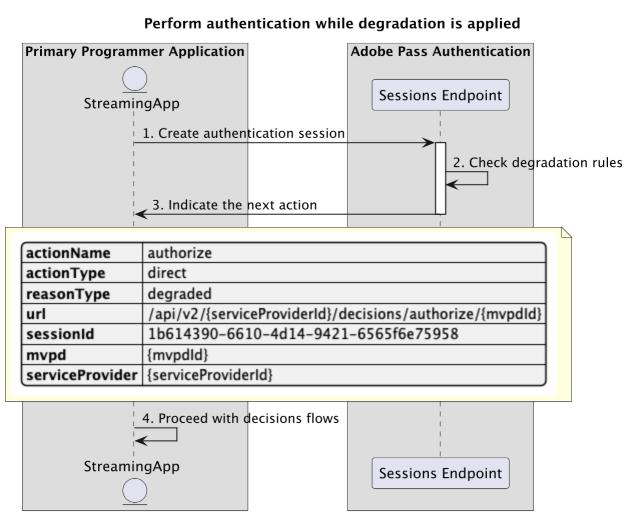 Perform authentication while degradation is applied
Primary Programmer Application
Adobe Pass Authentication
StreamingApp
Sessions Endpoint
1. Create authentication session
2. Check degradation rules
3. Indicate the next action
actionName authorize
actionType direct
reasonType degraded
url /api/v2/{serviceProviderId}/decisions/authorize/{mvpdId}
sessionId 1b614390-6610-4d14-9421-6565f6e75958
mvpd {mvpdId}
serviceProvider {serviceProviderId}
4. Proceed with decisions flows
StreamingApp
Sessions Endpoint